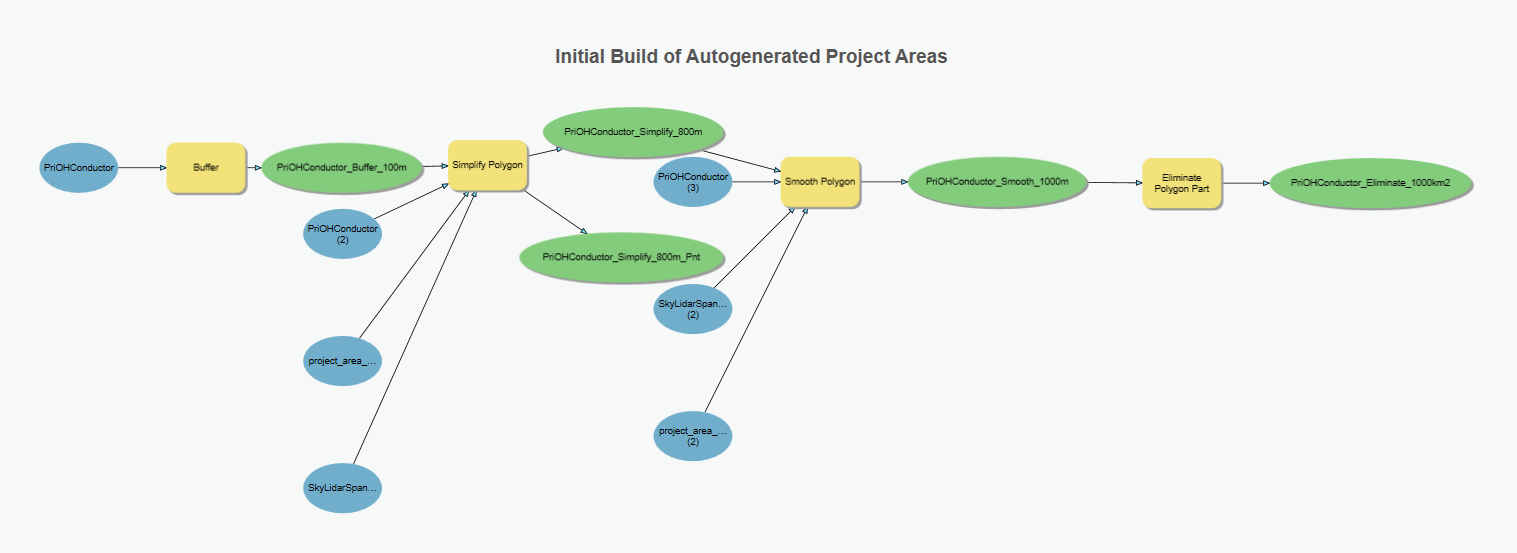 Initial Build of Autogenerated Project Areas
PriOHConductor
Buffer
PriOHConductor_Buffer_100m
PriOHConductor
(2)
project_area_...
SkyLidarSpan...
Simplify Polygon
PriOHConductor_Simplify_800m
PriOHConductor
(3)
PriOHConductor_Simplify_800m_Pnt
SkyLidarSpan...
(2)
project_area_...
(2)
Smooth Polygon
PriOHConductor_Smooth_1000m
Eliminate
Polygon Part
PriOHConductor_Eliminate_1000km2